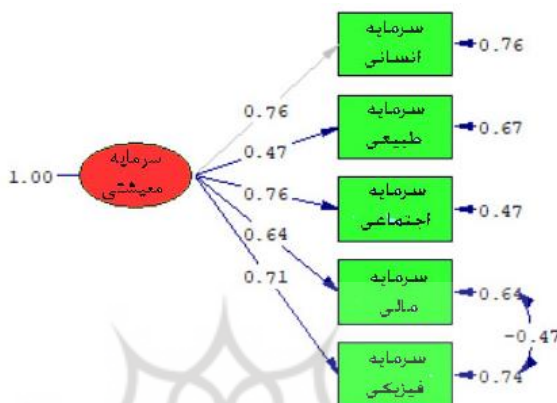 سرمایه
انسانی
0.76
0.76
سرمایه
طبیعی
0.67
0.47
1.00
سرمایه
معیشتی
سرمایه
اجتماعی
0.47
0.76
سرمایه
مالی
0.64
0.64
-0.47
سرمایه
فیزیکی
0.74
0.71